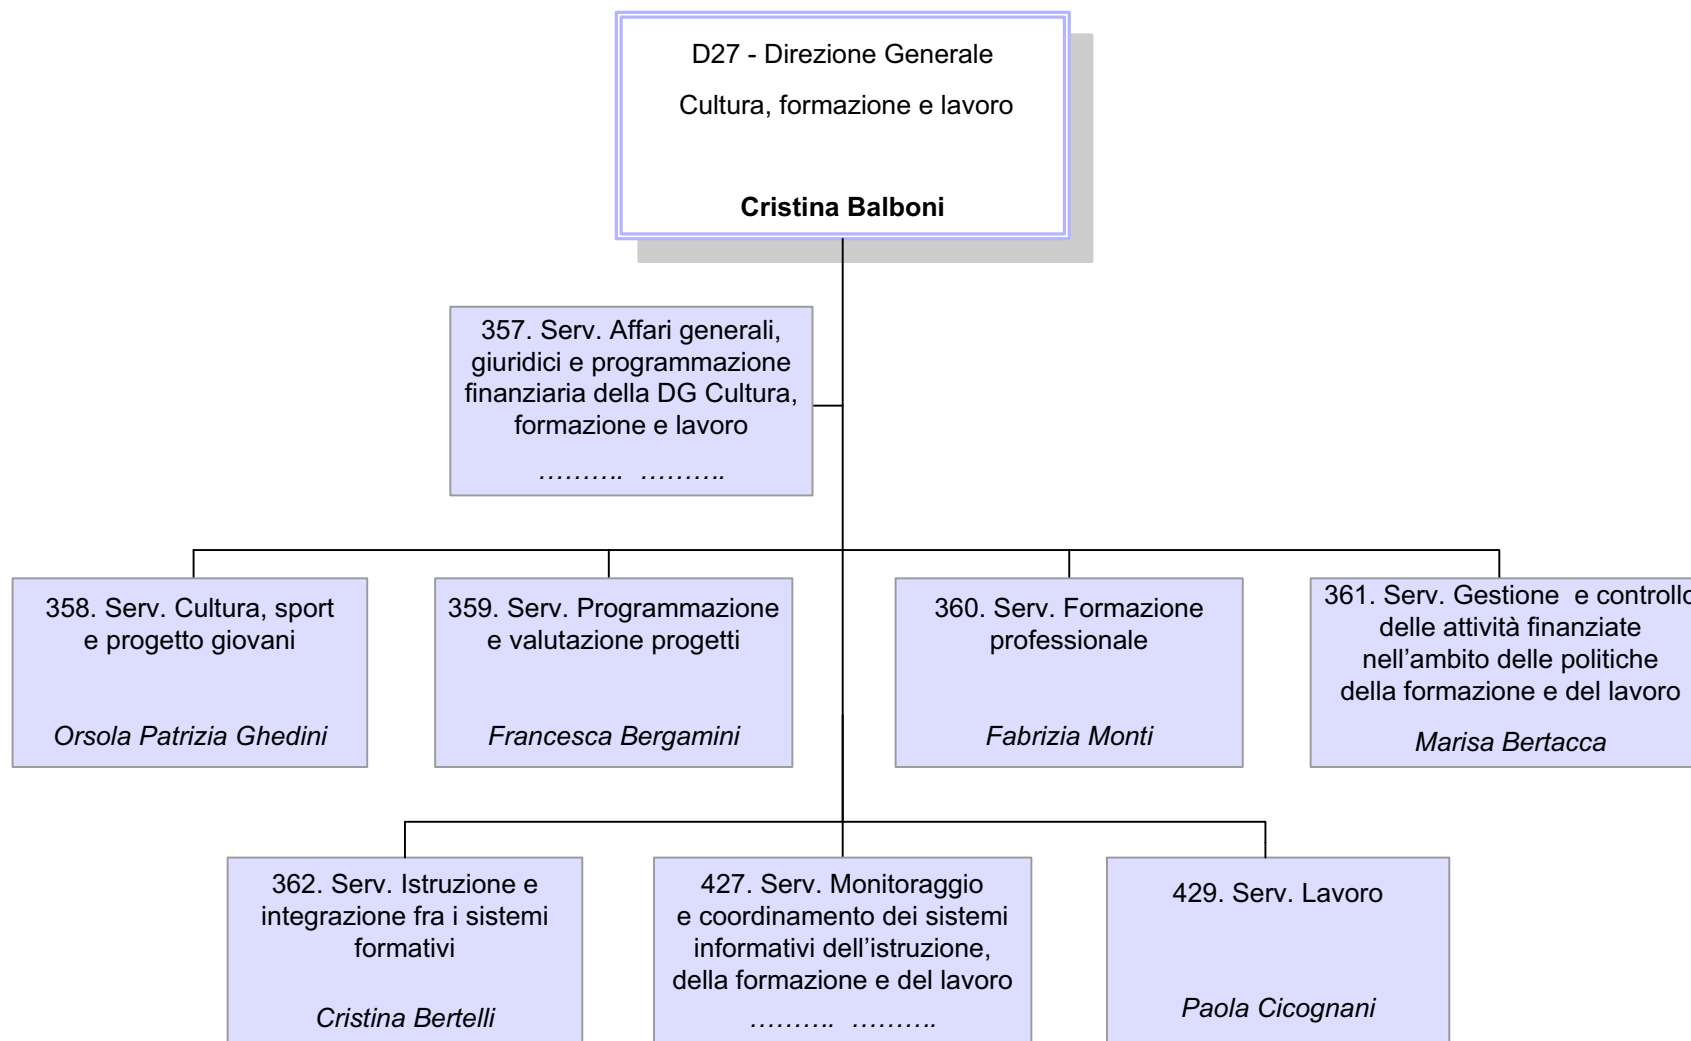 D27 - Direzione Generale
Cultura, formazione e lavoro
Cristina Balboni
357. Serv. Affari generali,
giuridici e programmazione
finanziaria della DG Cultura,
formazione e lavoro
………. ……….
358. Serv. Cultura, sport
e progetto giovani
Orsola Patrizia Ghedini
359. Serv. Programmazione
e valutazione progetti
Francesca Bergamini
360. Serv. Formazione
professionale
Fabrizia Monti
361. Serv. Gestione  e controllo
delle attività finanziate
nell’ambito delle politiche
della formazione e del lavoro
Marisa Bertacca
362. Serv. Istruzione e
integrazione fra i sistemi
formativi
Cristina Bertelli
427. Serv. Monitoraggio
e coordinamento dei sistemi
informativi dell’istruzione,
della formazione e del lavoro
………. ……….
429. Serv. Lavoro
Paola Cicognani